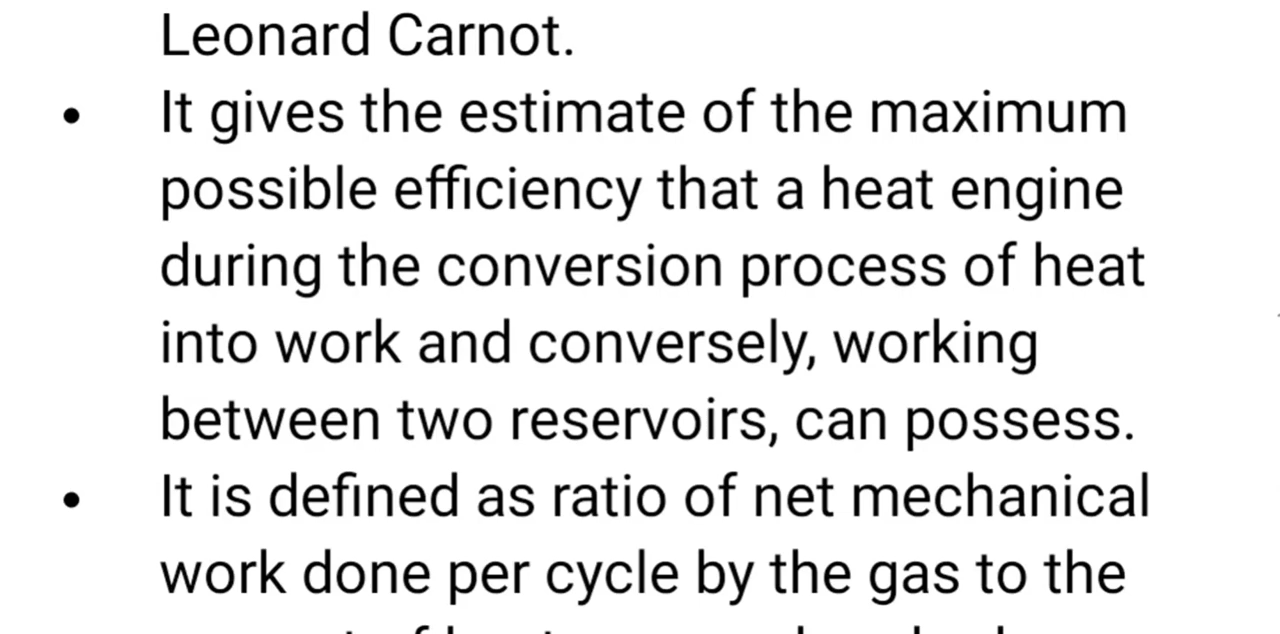 Leonard Carnot.
• It gives the estimate of the maximum
possible efficiency that a heat engine
during the conversion process of heat
into work and conversely, working
between two reservoirs, can possess.
• It is defined as ratio of net mechanical
work done per cycle by the gas to the